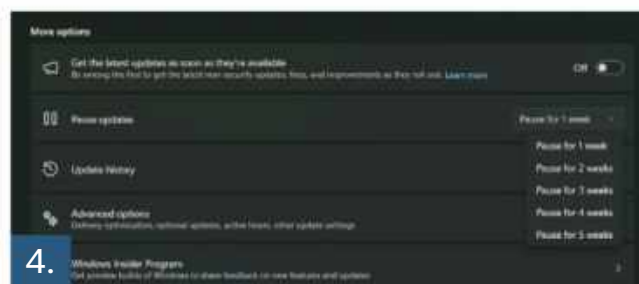 More options
Get the latest updates as soon as they're available
Off
Be among the first to get the latest non-security updates, fixes, and improvements as they roll out. Learn more
Pause updates
Pause for 1 week
Pause for 1 week
Pause for 2 weeks
Pause for 3 weeks
Pause for 4 weeks
Pause for 5 weeks
Update history
Advanced options
Delivery optimisation, optional updates, active hours, other update settings
4.
Windows Insider Program
Get preview builds of Windows to share feedback on new features and updates